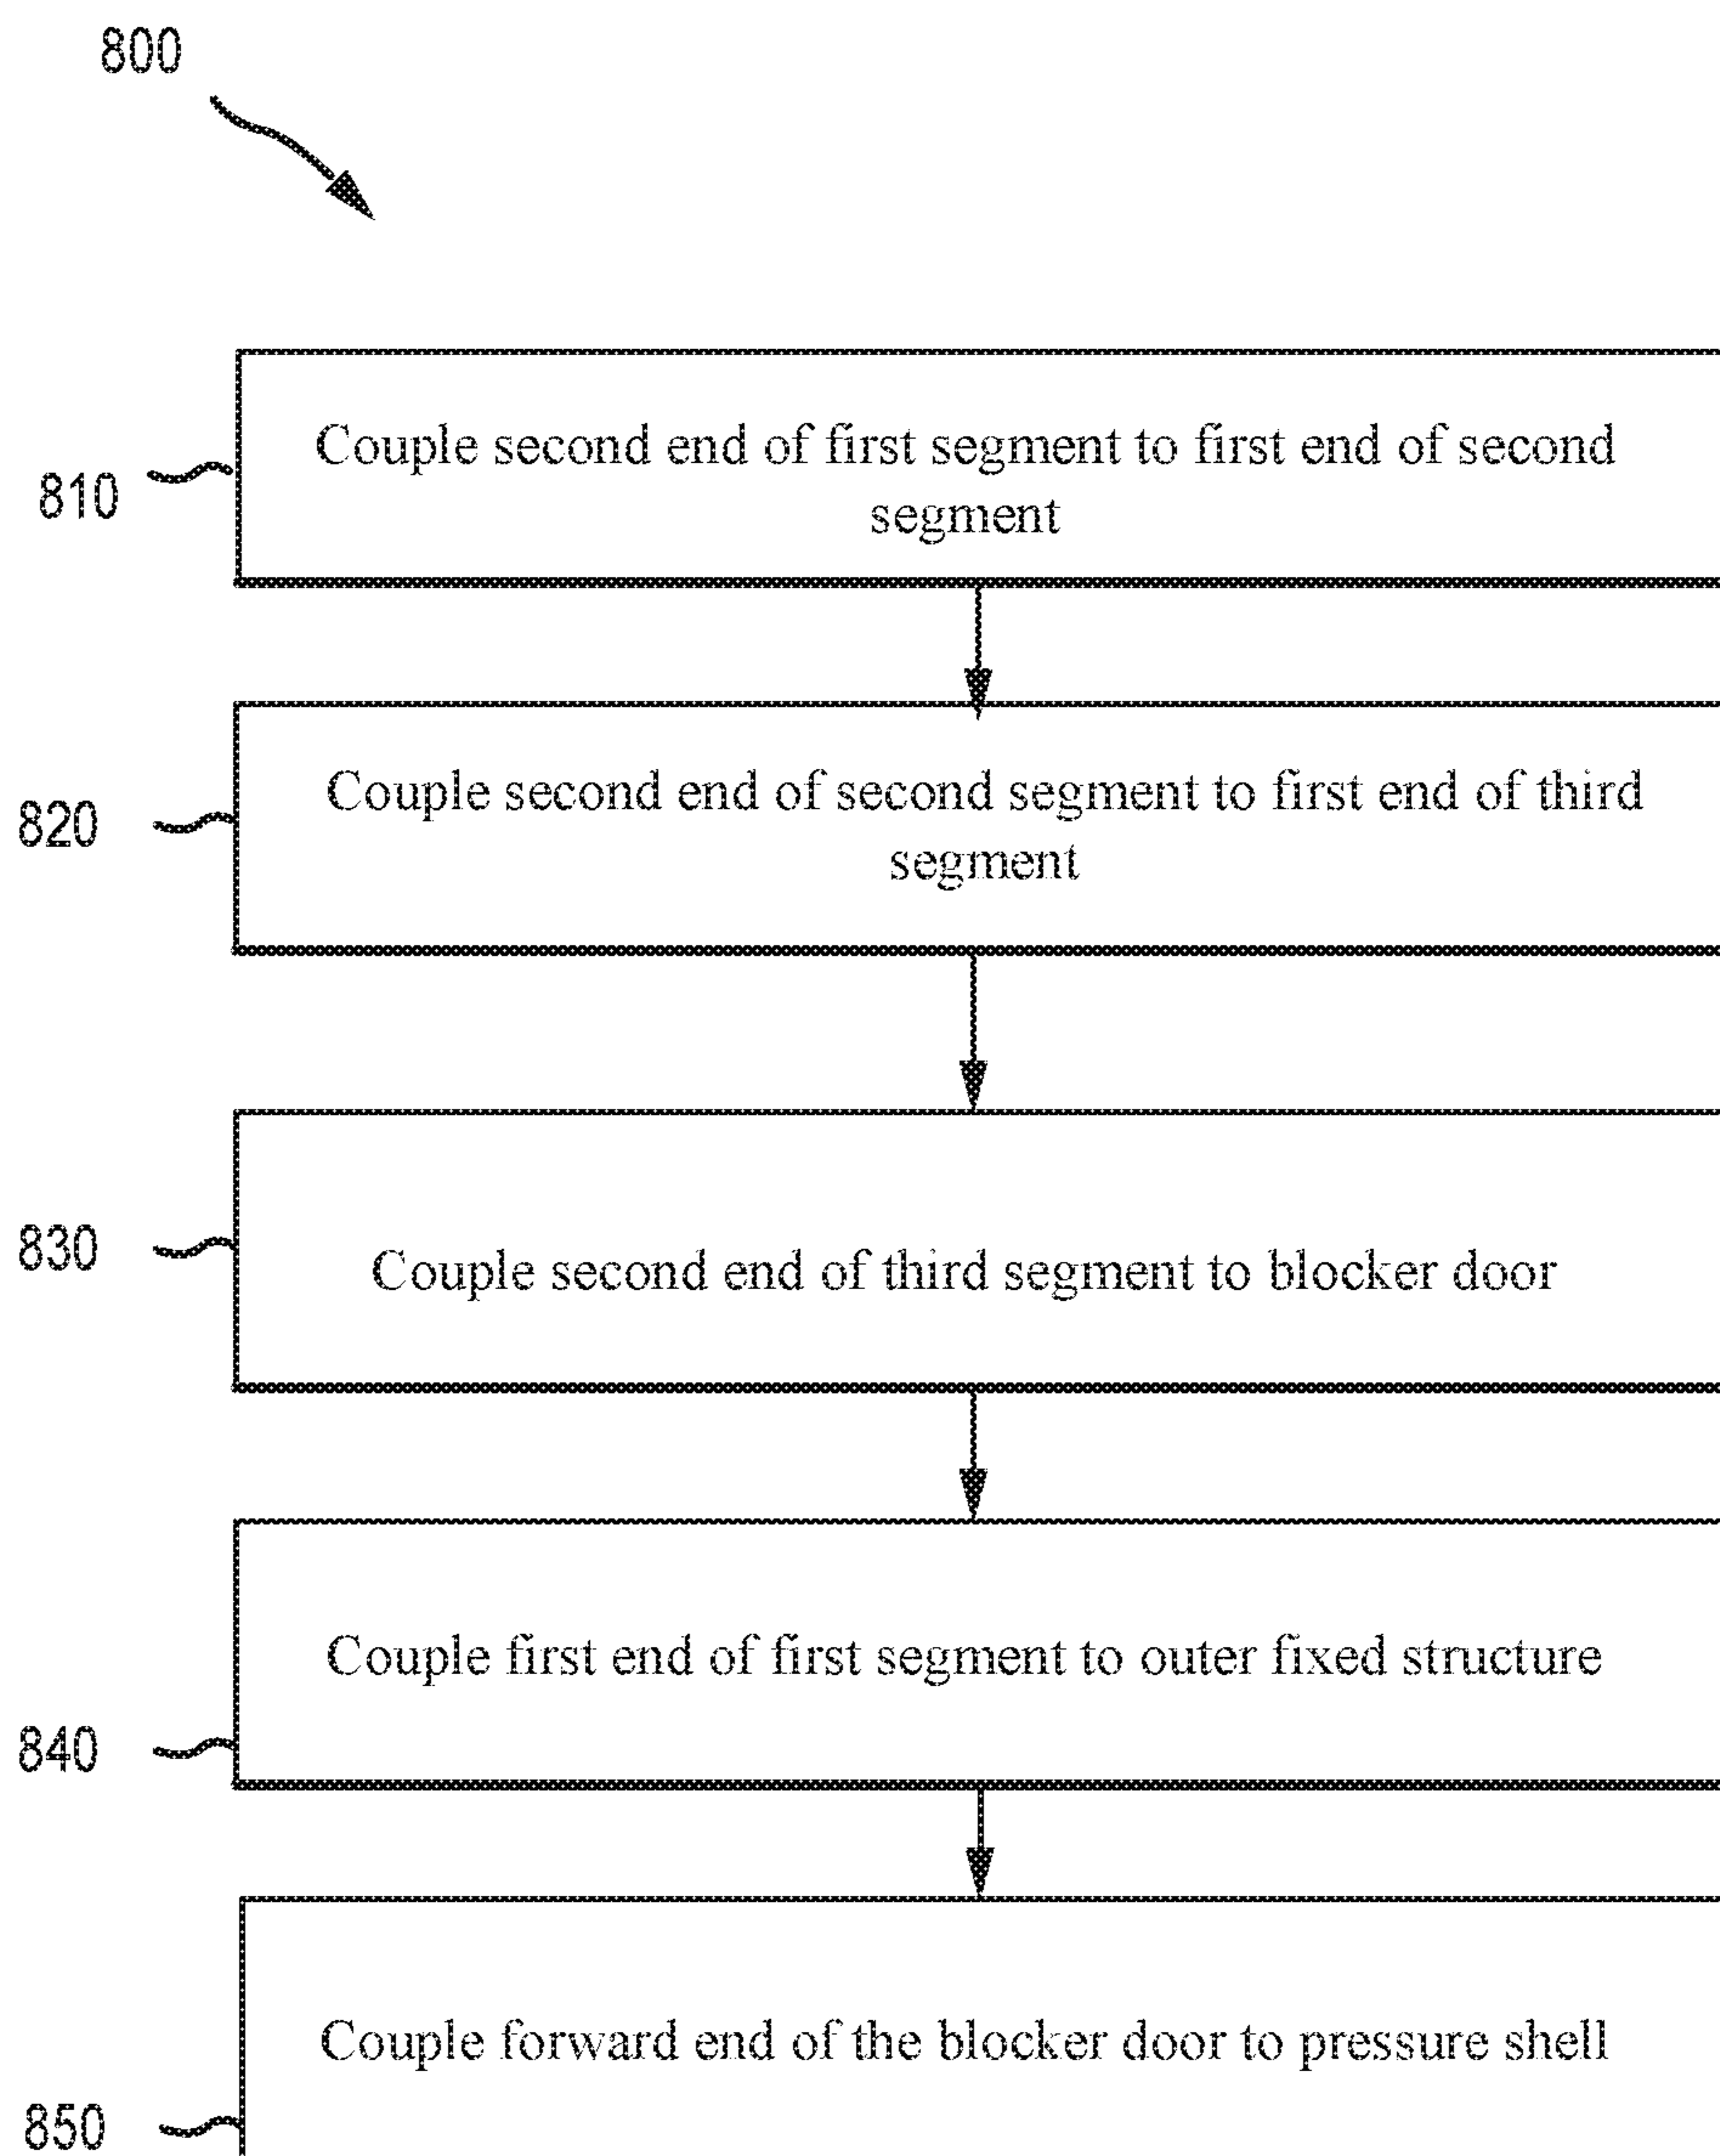 800
810
Couple second end of first segment to first end of second
segment
820
Couple second end of second segment to first end of third
segment
830
Couple second end of third segment to blocker door
Couple first end of first segment to outer fixed structure
840
Couple forward end of the blocker door to pressure shell
850